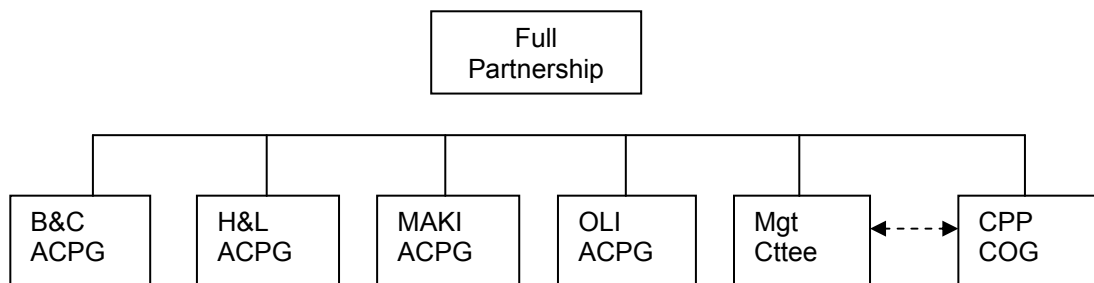 Full
Partnership
B&C
ACPG
H&L
ACPG
MAKI
ACPG
OLI
ACPG
Mgt
Cttee
CPP
COG